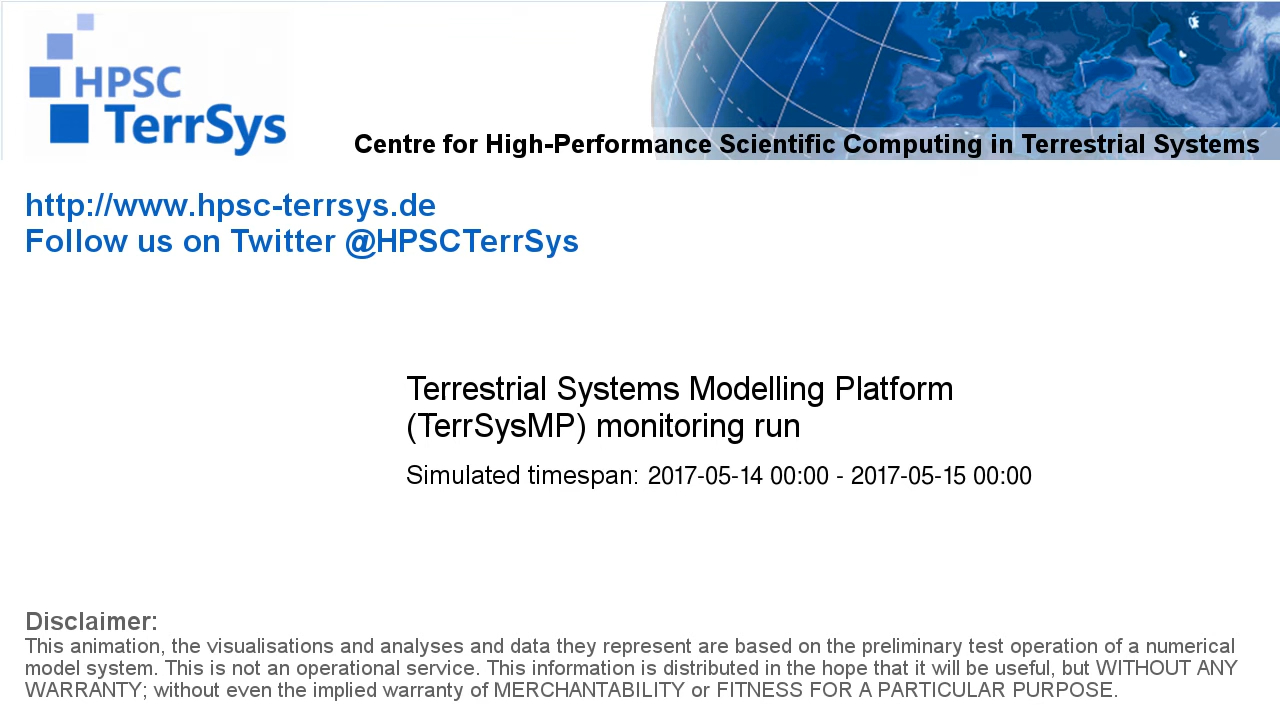 HPSC
TerrSys
Centre for High-Performance Scientific Computing in Terrestrial Systems
http://www.hpsc-terrsys.de
Follow us on Twitter @HPSCTerrSys
Terrestrial Systems Modelling Platform
(TerrSysMP) monitoring run
Simulated timespan: 2017-05-14 00:00 - 2017-05-15 00:00
Disclaimer:
This animation, the visualisations and analyses and data they represent are based on the preliminary test operation of a numerical
model system. This is not an operational service. This information is distributed in the hope that it will be useful, but WITHOUT ANY
WARRANTY; without even the implied warranty of MERCHANTABILITY or FITNESS FOR A PARTICULAR PURPOSE.